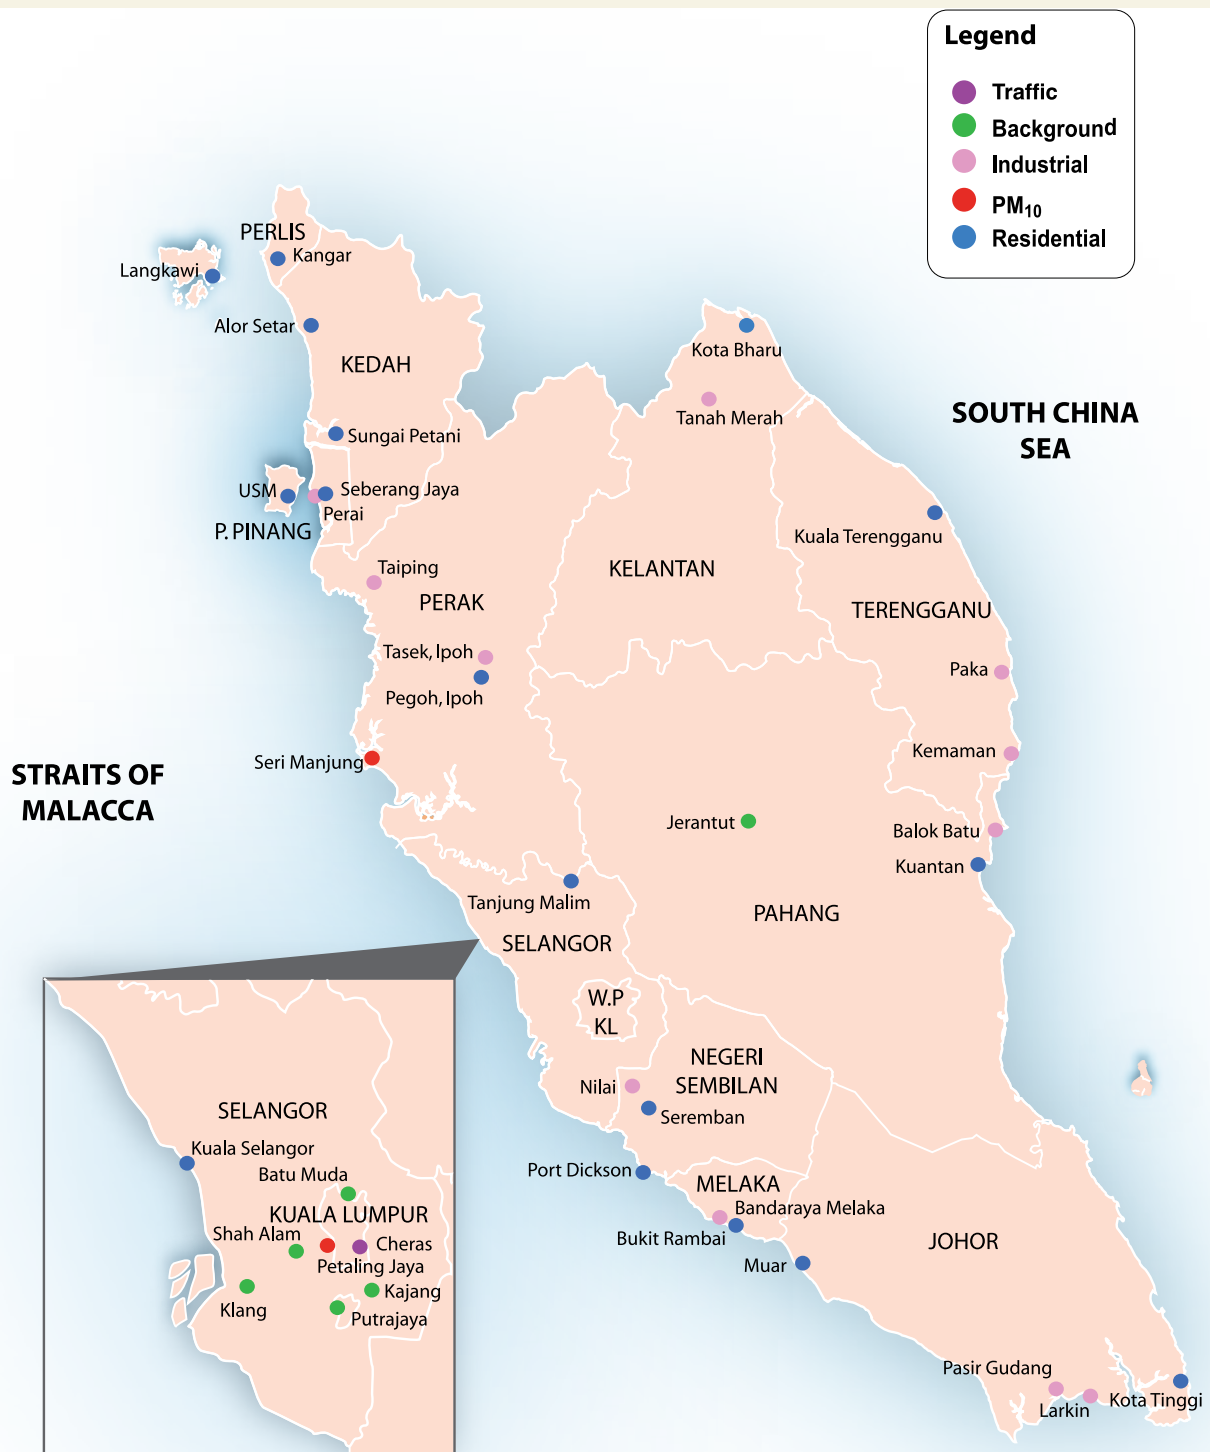 Legend
Traffic
Background
Industrial
PM10
Residential
PERLIS
Kangar
Langkawi
Alor Setar
KEDAH
Kota Bharu
Tanah Merah
SOUTH CHINA
SEA
Sungai Petani
USM
Seberang Jaya
Perai
P. PINANG
Kuala Terengganu
Taiping
KELANTAN
PERAK
TERENGGANU
Tasek, Ipoh
Paka
Pegoh, Ipoh
Kemaman
Seri Manjung
STRAITS OF
MALACCA
Jerantut
Balok Batu
Kuantan
Tanjung Malim
PAHANG
SELANGOR
W.P
KL
NEGERI
SEMBILAN
Nilai
Seremban
SELANGOR
Kuala Selangor
Batu Muda
KUALA LUMPUR
Shah Alam
Cheras
Petaling Jaya
Kajang
Klang
Putrajaya
Port Dickson
MELAKA
Bandaraya Melaka
Bukit Rambai
Muar
JOHOR
Pasir Gudang
Larkin
Kota Tinggi